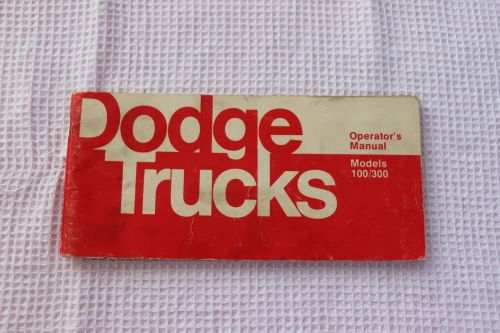 Dodge
Trucks
Operator's
Manual
Models
100/300